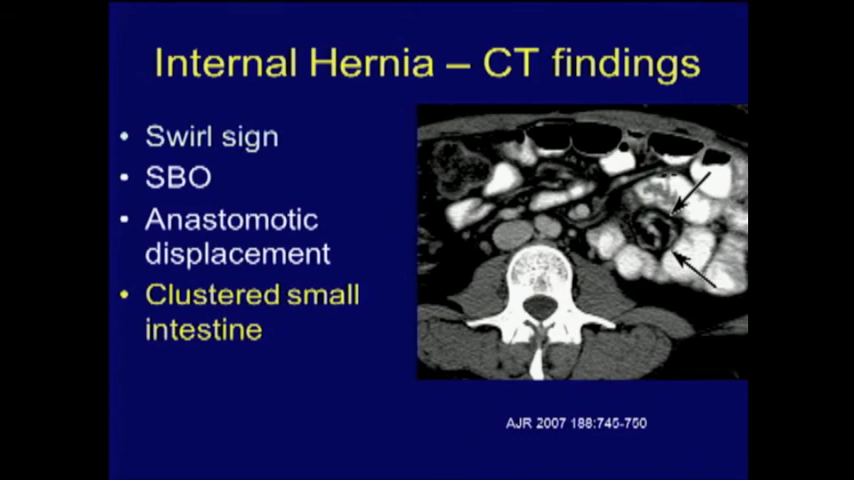 Internal Hernia – CT findings
• Swirl sign
• SBO
• Anastomotic
displacement
• Clustered small
intestine
AJR 2007 188:745-750